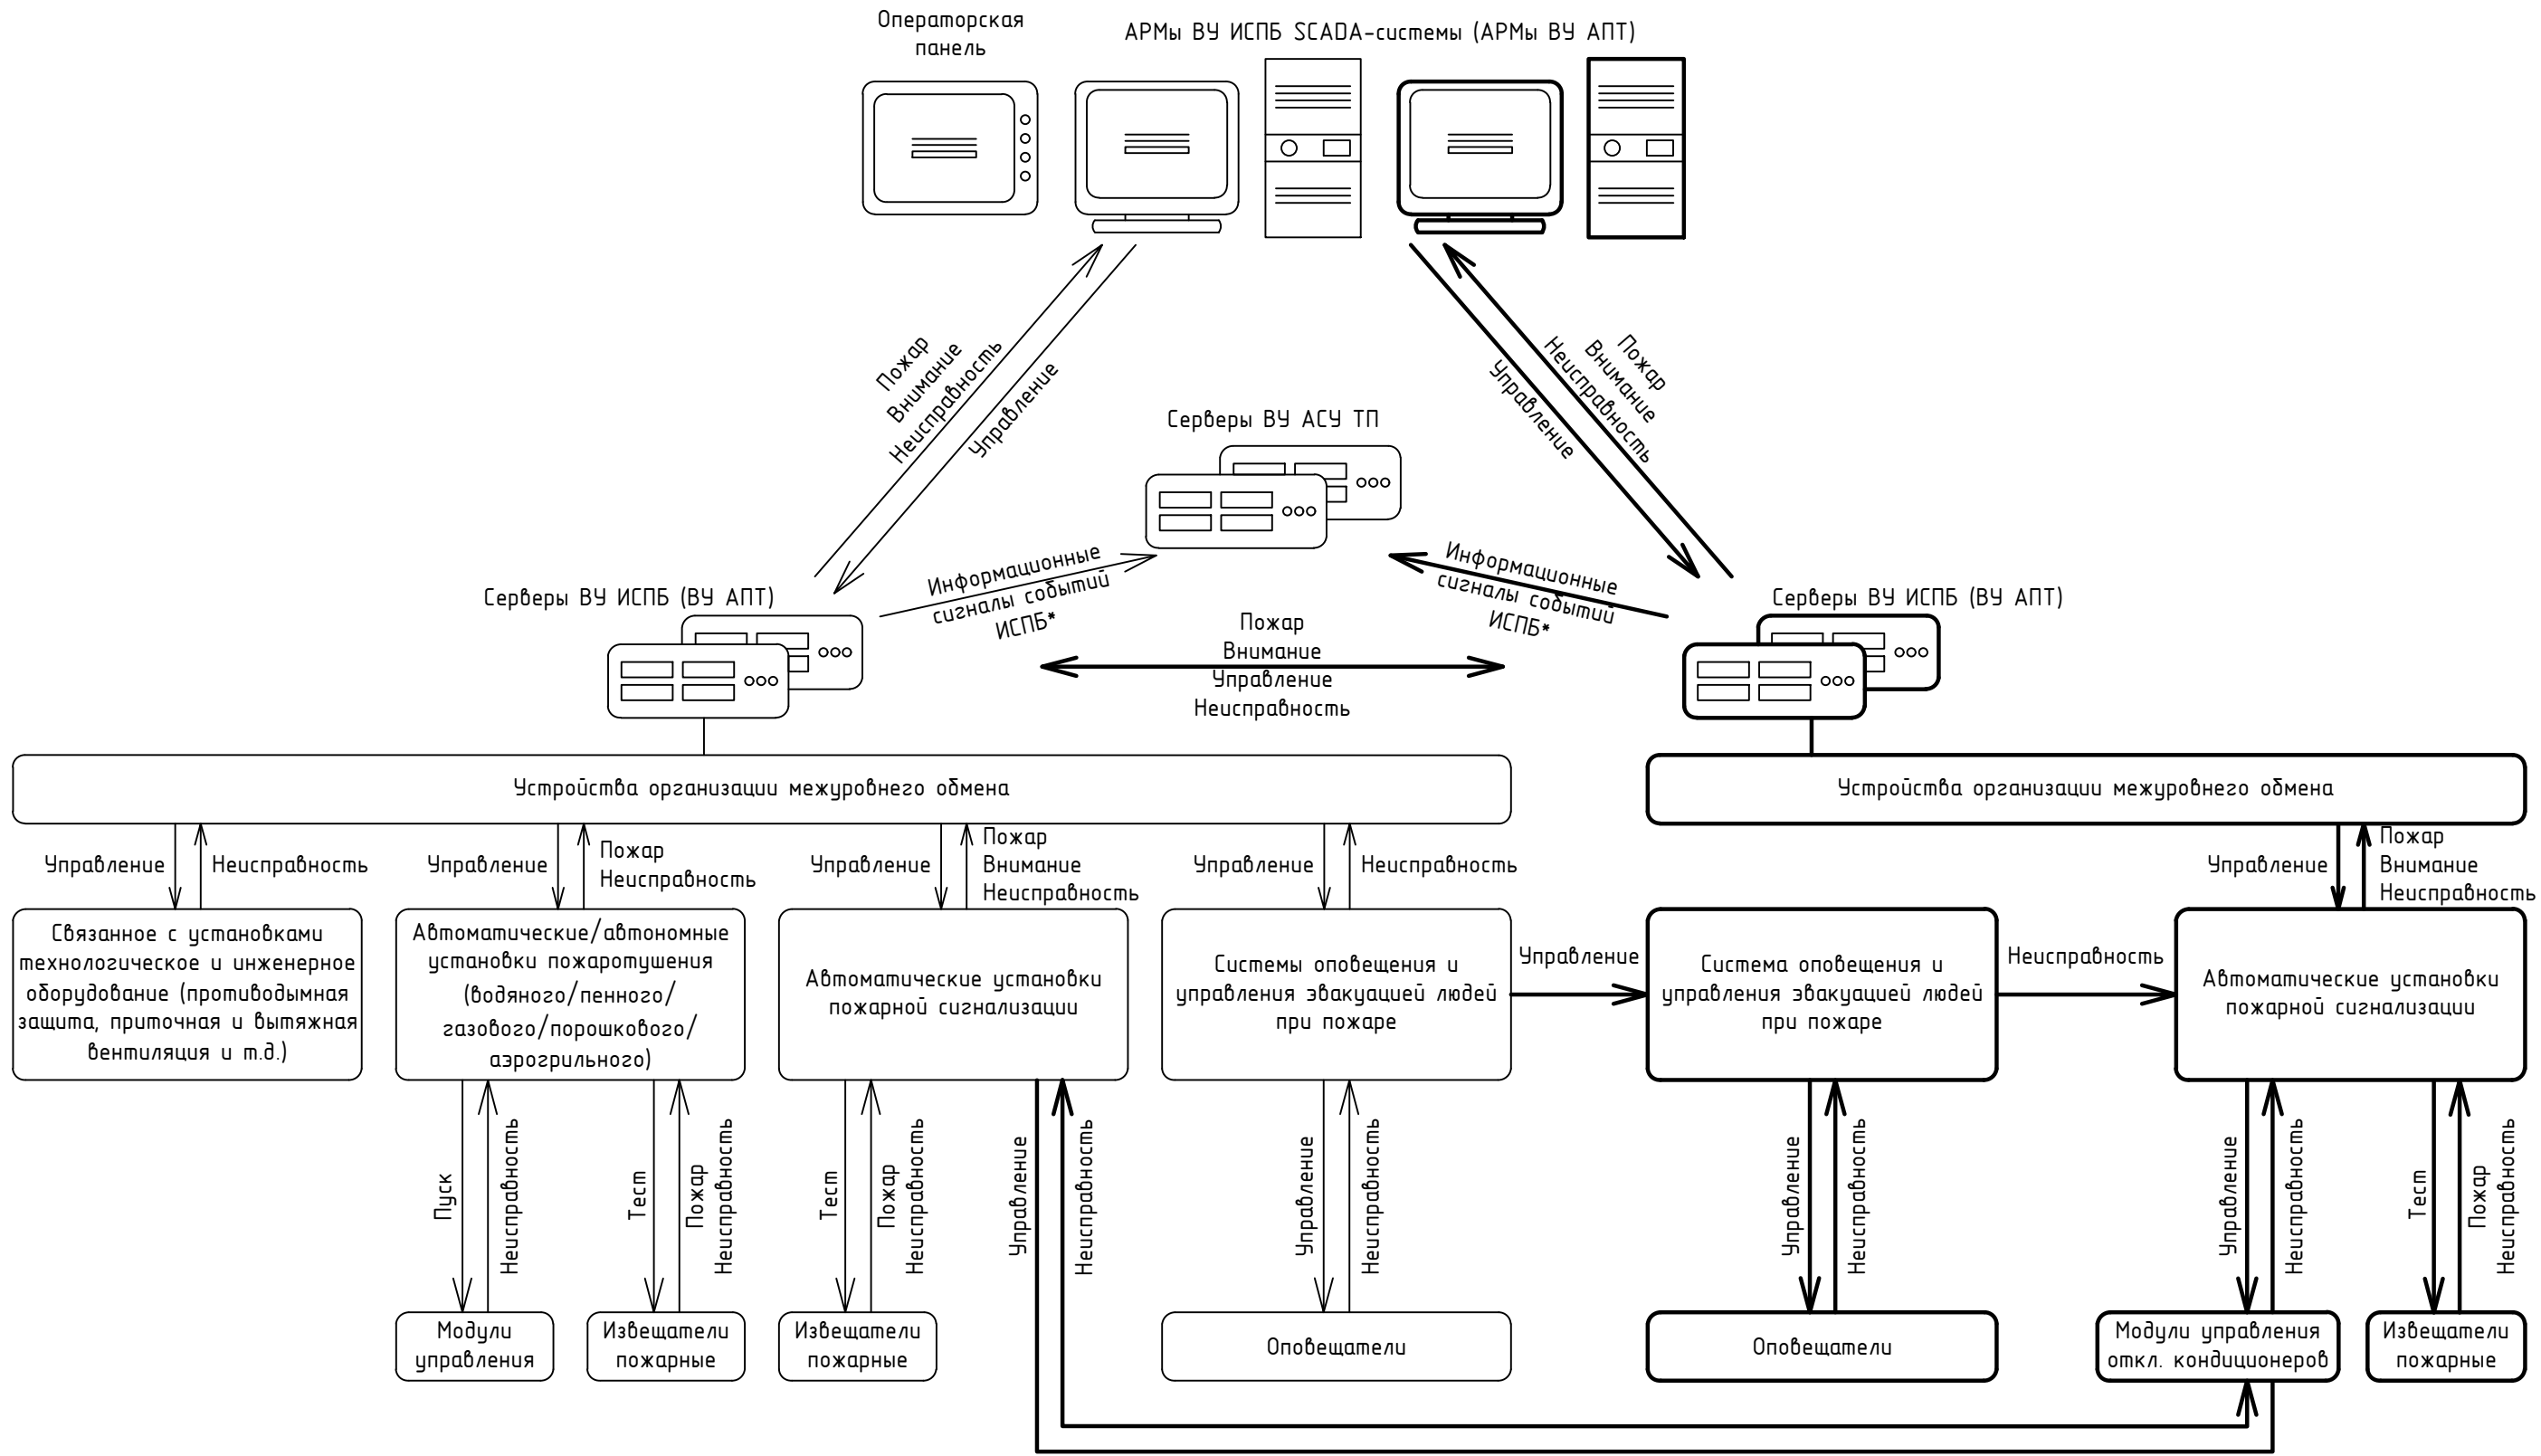 Операторская
панель
АРМы ВУ ИСПБ SCADA-системы (АРМы ВУ АПТ)
Пожар
Внимание
Неисправность
Управление
Управление
Пожар
Внимание
Неисправность
Серверы ВУ АСУ ТП
Серверы ВУ ИСПБ (ВУ АПТ)
Информационные
сигналы событий
ИСПБ*
Информационные
сигналы событий
ИСПБ*
Серверы ВУ ИСПБ (ВУ АПТ)
Пожар
Внимание
Управление
Неисправность
Устройства организации межуровнего обмена
Устройства организации межуровнего обмена
Управление
Неисправность
Управление
Пожар
Неисправность
Управление
Пожар
Внимание
Неисправность
Управление
Неисправность
Управление
Пожар
Внимание
Неисправность
Связанное с установками
технологическое и инженерное
оборудование (противодымная
защита, приточная и вытяжная
вентиляция и т.д.)
Автоматические/автономные
установки пожаротушения
(водяного/пенного/
газового/порошкового/
аэрогрильного)
Автоматические установки
пожарной сигнализации
Системы оповещения и
управления эвакуацией людей
при пожаре
Управление
Система оповещения и
управления эвакуацией людей
при пожаре
Неисправность
Автоматические установки
пожарной сигнализации
Пуск
Неисправность
Тест
Пожар
Неисправность
Тест
Пожар
Неисправность
Управление
Неисправность
Управление
Неисправность
Управление
Неисправность
Управление
Неисправность
Тест
Пожар
Неисправность
Модули
управления
Извещатели
пожарные
Извещатели
пожарные
Оповещатели
Оповещатели
Модули управления
откл. кондиционеров
Извещатели
пожарные